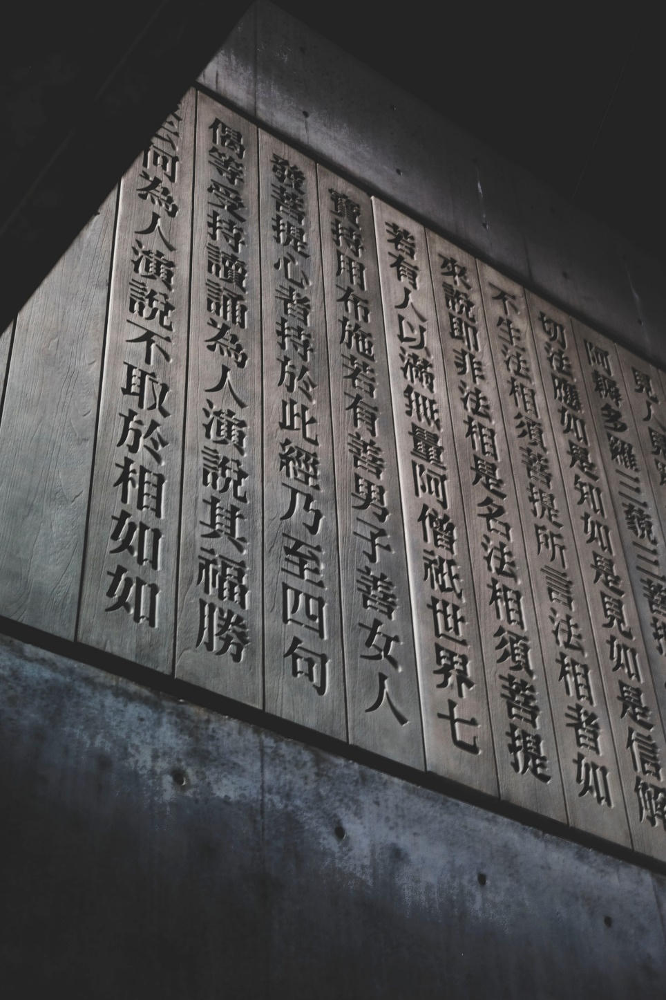 見人見
阿耨多羅三藐三菩提
切法應如是知如是見如是信解
不生法相須菩提所言法相者如
來說即非法相是名法相須菩提
若有人以滿無量阿僧祇世界七
寶持用布施若有善男子善女人
發菩提心者持於此經乃至四句
偈等受持讀誦為人演說其福勝
云何為人演說不取於相如如